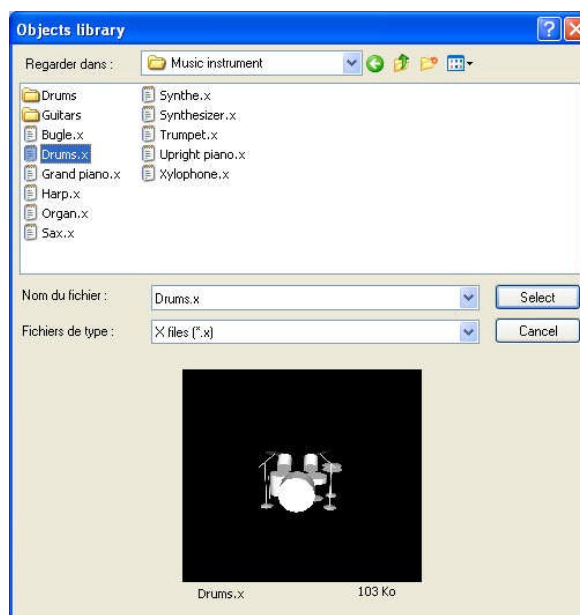 Objects library
Regarder dans :
Music instrument
Drums
Guitars
Bugle.x
Drums.x
Grand piano.x
Harp.x
Organ.x
Sax.x
Synthe.x
Synthesizer.x
Trumpet.x
Upright piano.x
Xylophone.x
Nom du fichier :
Drums.x
Select
Fichiers de type :
X files (*.x)
Cancel
Drums.x
103 Ko